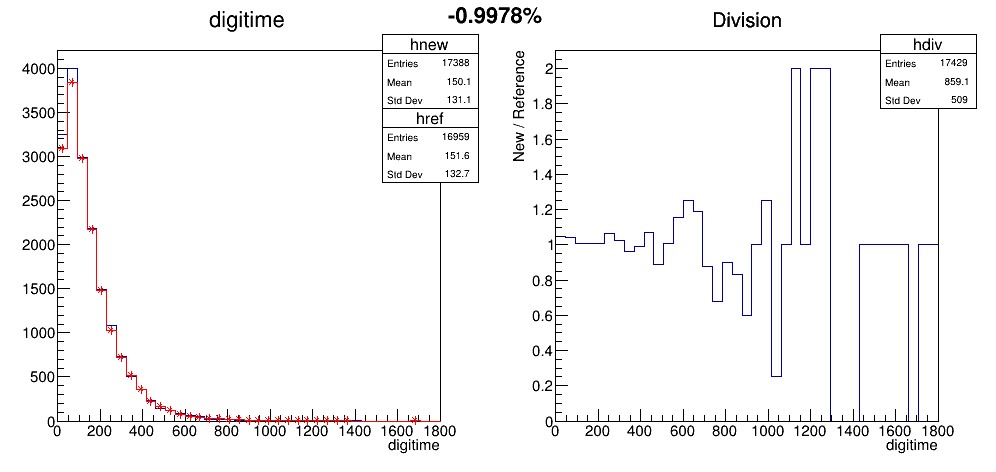 -0.9978%
digitime
hnew
Entries 17388
Mean 150.1
Std Dev 131.1
href
Entries 16959
Mean 151.6
Std Dev 132.7
4000
3500
3000
2500
2000
1500
1000
500
0
0 200 400 600 800 1000 1200 1400 1600 1800
digitime
Division
hdiv
Entries 17429
Mean 859.1
Std Dev 509
New / Reference
2
1.8
1.6
1.4
1.2
1
0.8
0.6
0.4
0.2
0
0 200 400 600 800 1000 1200 1400 1600 1800
digitime